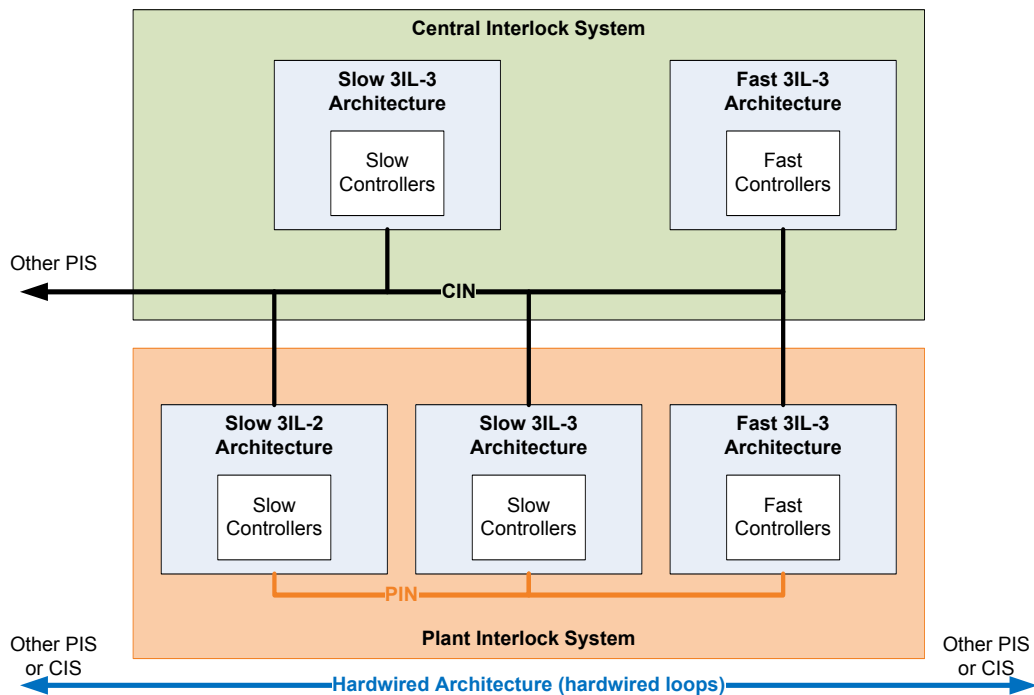 Central Interlock System
Slow 3IL-3
Architecture
Slow
Controllers
Fast 3IL-3
Architecture
Fast
Controllers
Other PIS
CIN
Slow 3IL-2
Architecture
Slow
Controllers
Slow 3IL-3
Architecture
Slow
Controllers
Fast 3IL-3
Architecture
Fast
Controllers
PIN
Plant Interlock System
Other PIS
or CIS
Other PIS
or CIS
Hardwired Architecture (hardwired loops)